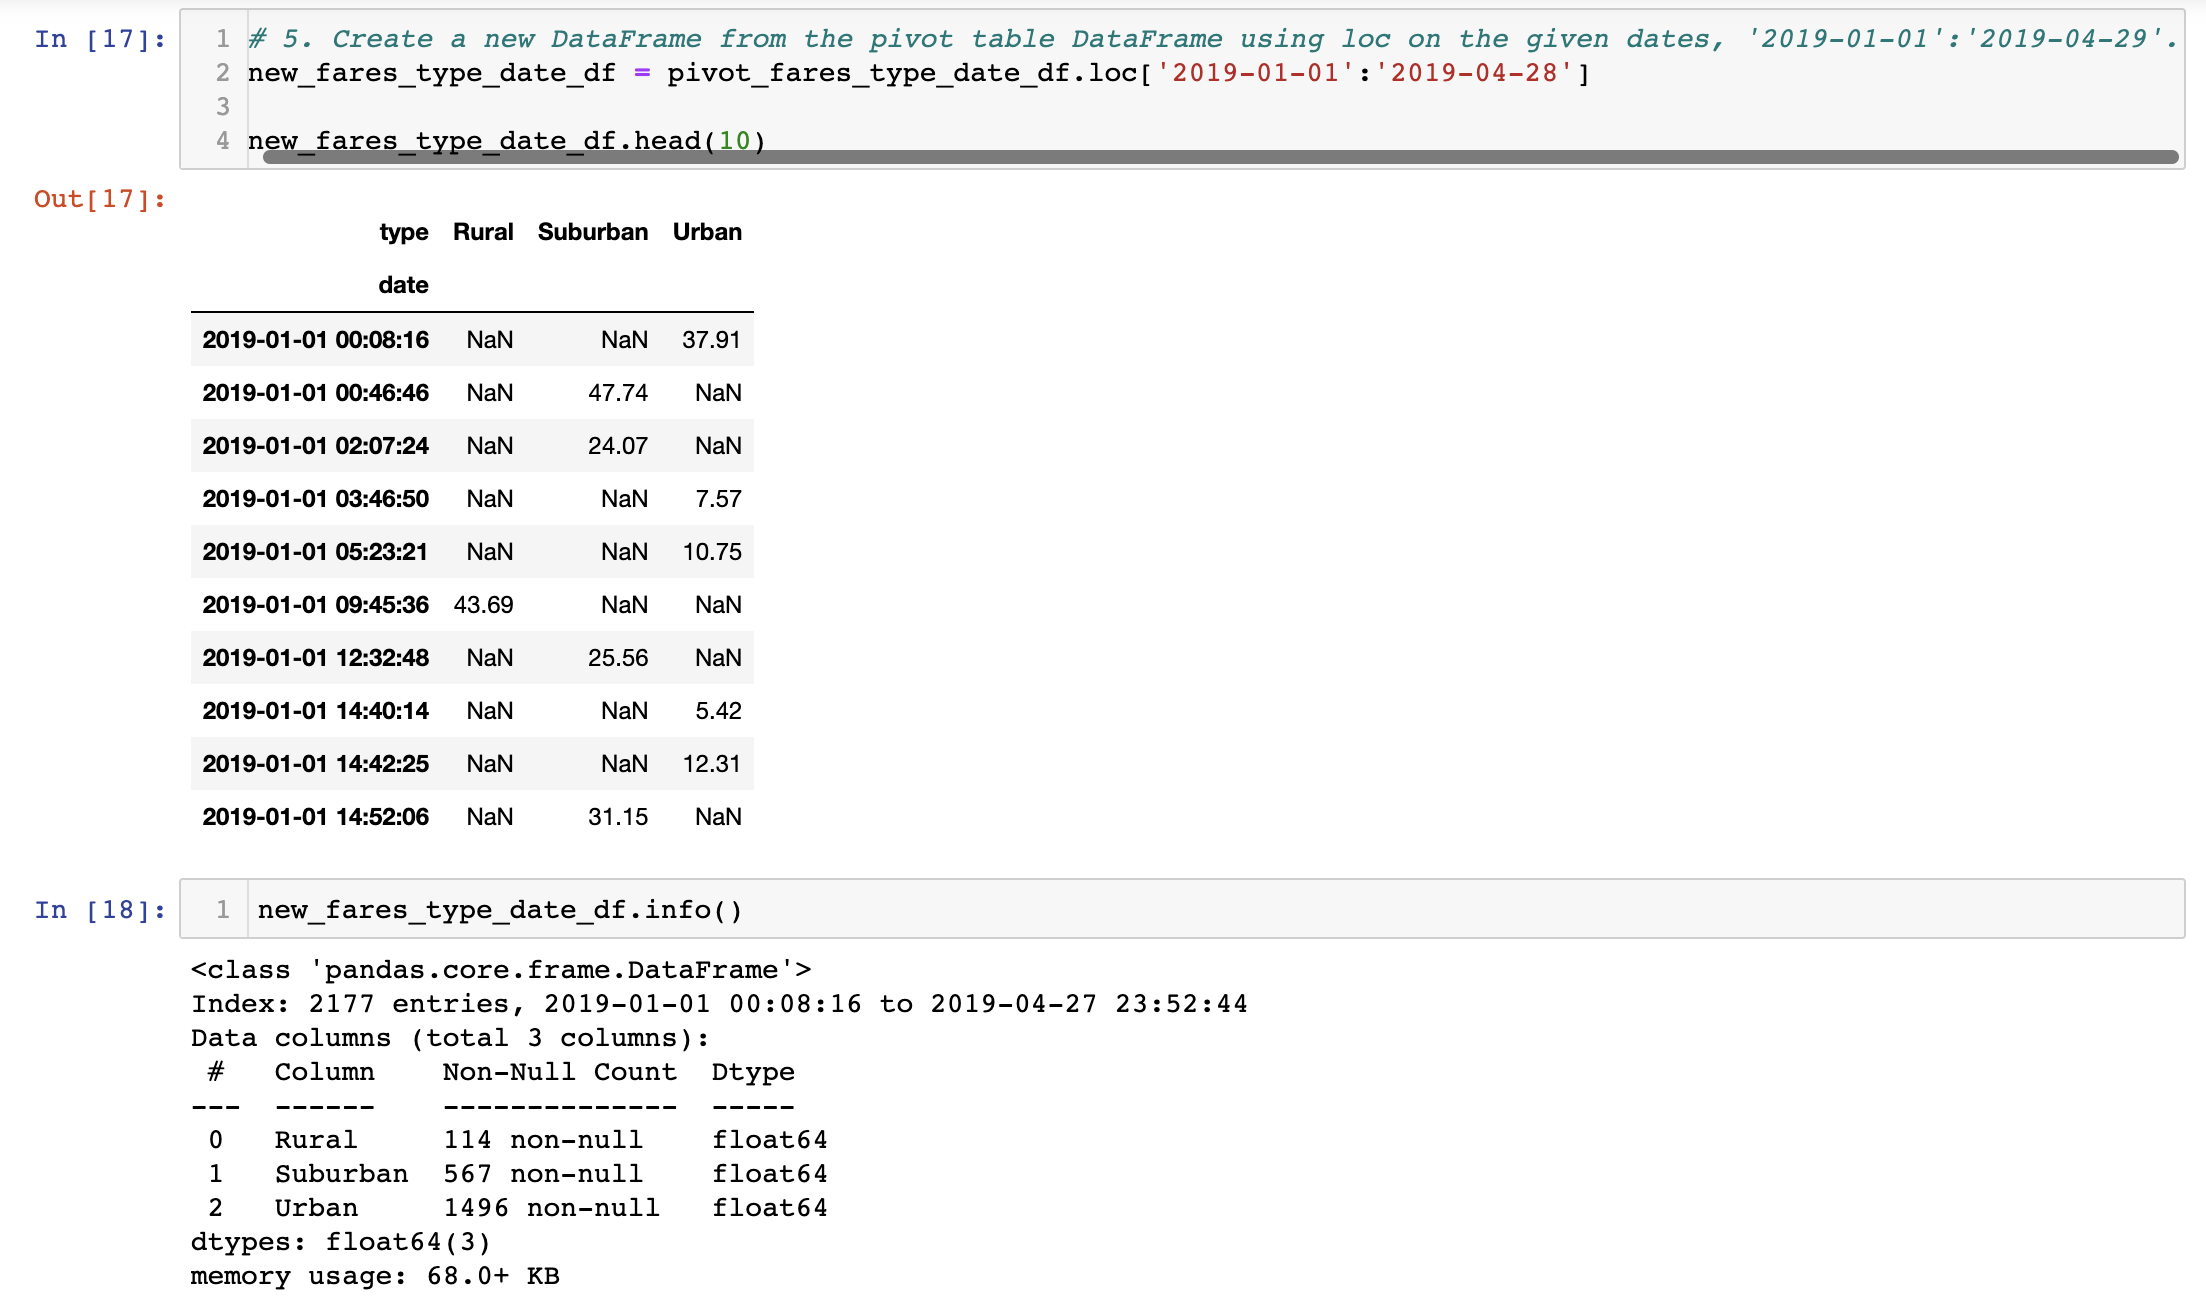 In [17]:
1 # 5. Create a new DataFrame from the pivot table DataFrame using loc on the given dates, '2019-01-01':'2019-04-29'.
2 new_fares_type_date_df = pivot_fares_type_date_df.loc['2019-01-01':'2019-04-28']
3
4 new_fares_type_date_df.head(10)
Out[17]:
type Rural Suburban Urban
date
2019-01-01 00:08:16 NaN NaN 37.91
2019-01-01 00:46:46 NaN 47.74 NaN
2019-01-01 02:07:24 NaN 24.07 NaN
2019-01-01 03:46:50 NaN NaN 7.57
2019-01-01 05:23:21 NaN NaN 10.75
2019-01-01 09:45:36 43.69 NaN NaN
2019-01-01 12:32:48 NaN 25.56 NaN
2019-01-01 14:40:14 NaN NaN 5.42
2019-01-01 14:42:25 NaN NaN 12.31
2019-01-01 14:52:06 NaN 31.15 NaN
In [18]:
1 new_fares_type_date_df.info()
<class 'pandas.core.frame.DataFrame'>
Index: 2177 entries, 2019-01-01 00:08:16 to 2019-04-27 23:52:44
Data columns (total 3 columns):
# Column Non-Null Count Dtype
--- ------ -------------- -----
0 Rural 114 non-null float64
1 Suburban 567 non-null float64
2 Urban 1496 non-null float64
dtypes: float64(3)
memory usage: 68.0+ KB